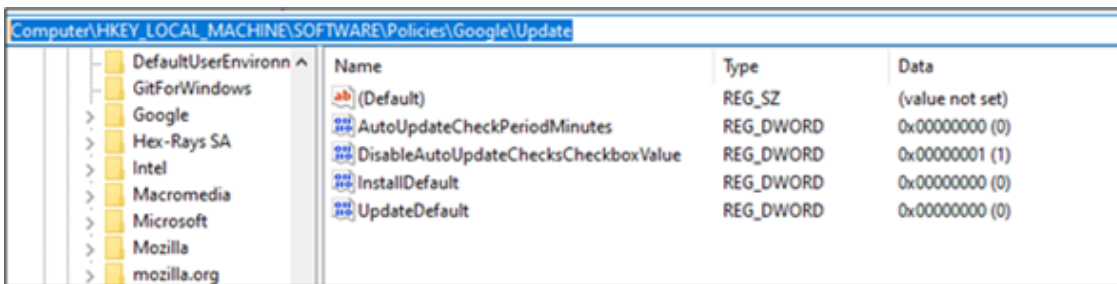 Computer\HKEY_LOCAL_MACHINE\SOFTWARE\Policies\Google\Update
DefaultUserEnvironn
GitForWindows
Google
Hex-Rays SA
Intel
Macromedia
Microsoft
Mozilla
mozilla.org
Name Type Data
ab (Default) REG_SZ (value not set)
AutoUpdateCheckPeriodMinutes REG_DWORD 0x00000000 (0)
DisableAutoUpdateChecksCheckboxValue REG_DWORD 0x00000001 (1)
InstallDefault REG_DWORD 0x00000000 (0)
UpdateDefault REG_DWORD 0x00000000 (0)